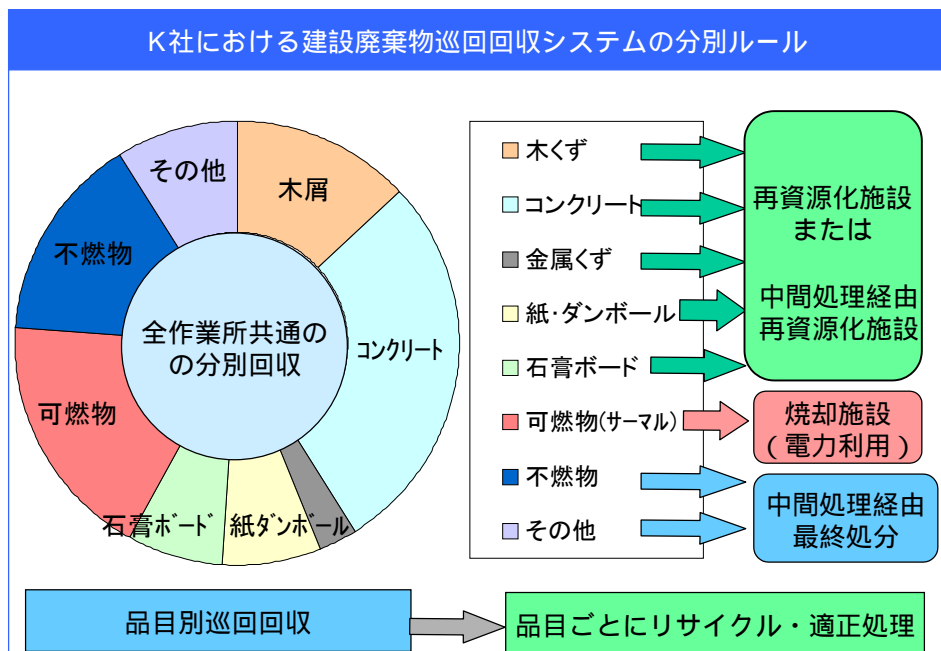 K社における建設廃棄物巡回回収システムの分別ルール
その他
木屑
不燃物
全作業所共通の
の分別回収
コンクリート
可燃物
石膏ボード
紙ダンボール
木くず
コンクリート
金属くず
紙・ダンボール
石膏ボード
可燃物(サーマル)
不燃物
その他
再資源化施設
または
中間処理経由
再資源化施設
焼却施設
(電力利用)
中間処理経由
最終処分
品目別巡回回収
品目ごとにリサイクル・適正処理